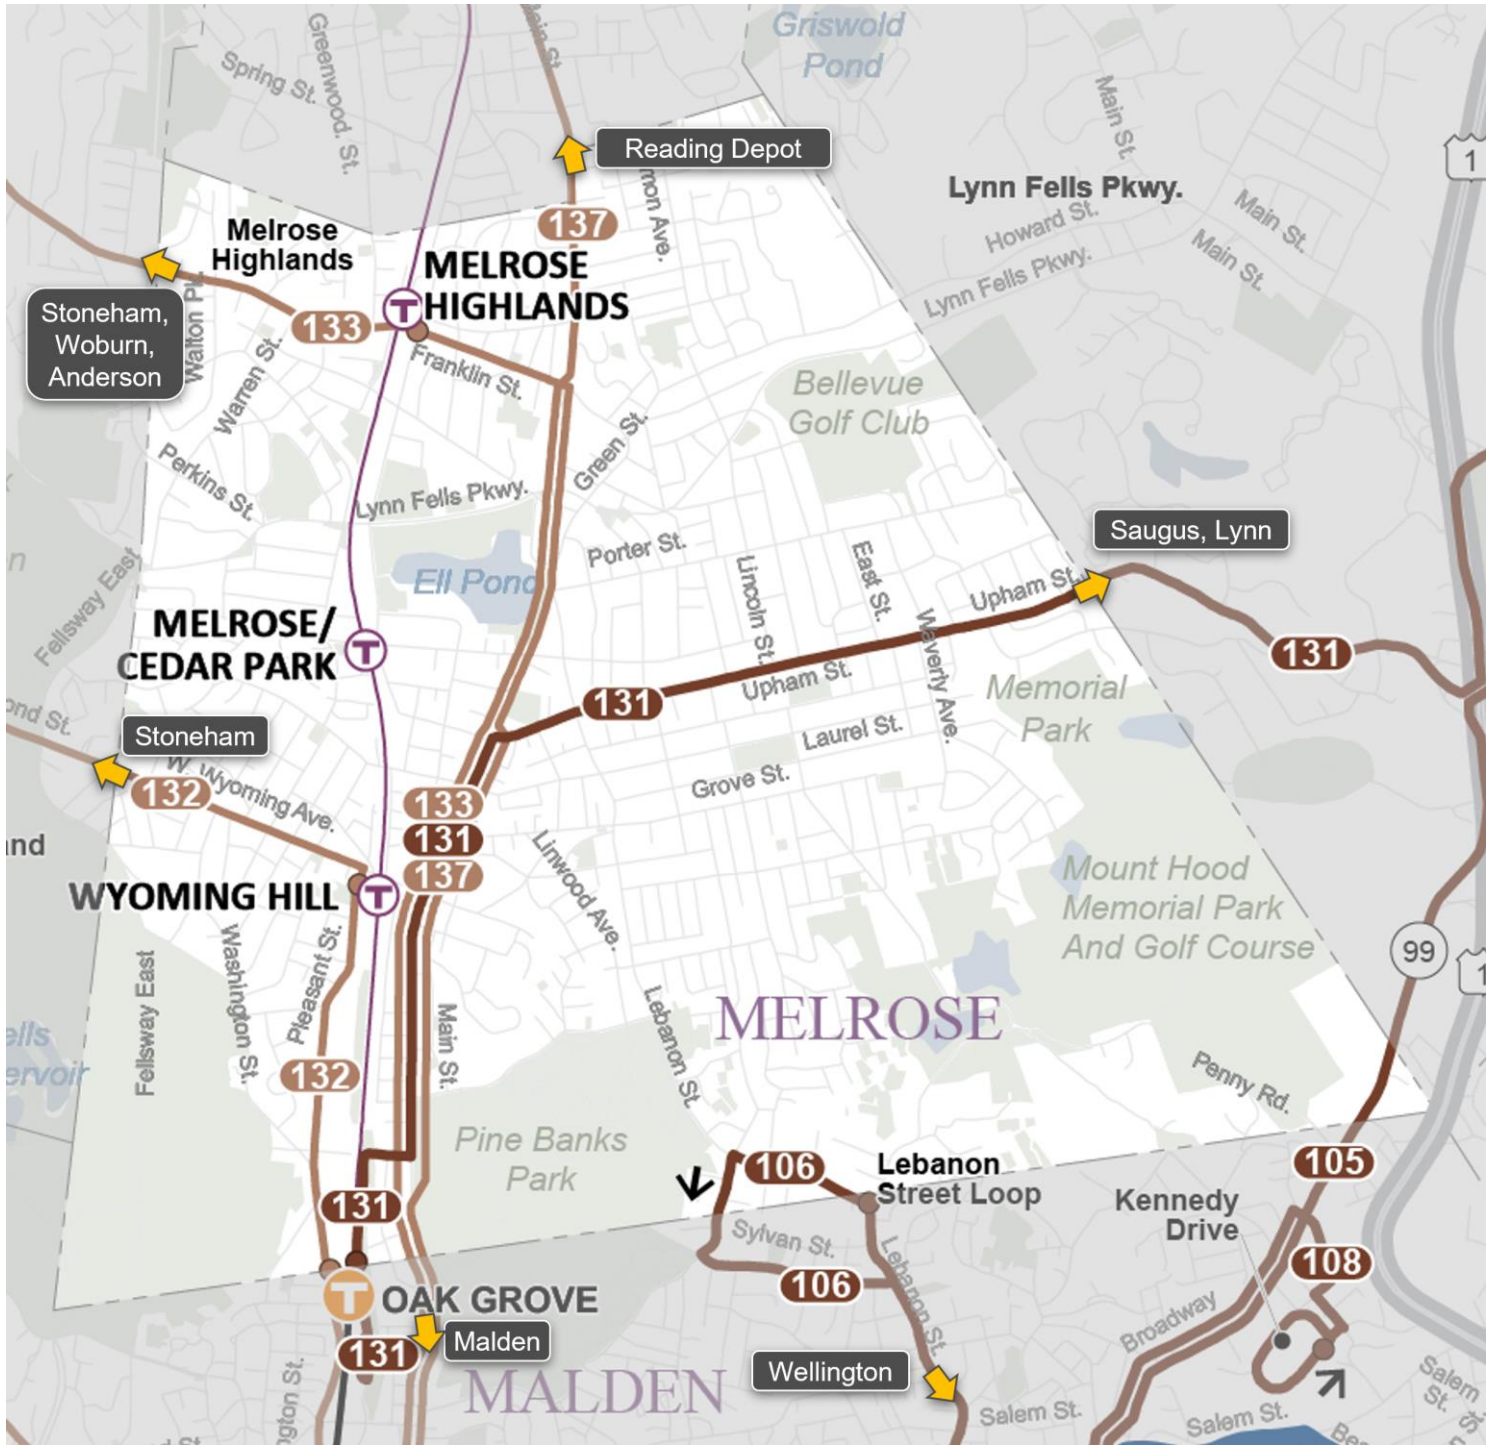 Griswold
Pond
Main St.
Greenwood. St.
Spring St.
Main St.
1
Reading Depot
Lynn Fells Pkwy.
Howard St.
Main St.
Main St.
Lynn Fells Pkwy.
137
Melrose
Highlands
MELROSE
HIGHLANDS
T
Stoneham,
Woburn,
Anderson
133
Walton Pk.
Warren St.
Franklin St.
Bellevue
Golf Club
Green St.
Perkins St.
Lynn Fells Pkwy.
Saugus, Lynn
Porter St.
Ell Pond
Lincoln St.
East St.
Upham St.
Fellsway East
MELROSE/
CEDAR PARK
T
131
131
Upham St.
Waverly Ave.
Memorial
Park
Stoneham
Laurel St.
Grove St.
W. Wyoming Ave.
132
133
131
137
Linwood Ave.
Mount Hood
Memorial Park
And Golf Course
WYOMING HILL
T
99
1
Washington St.
Pleasant St.
Fellsway East
Lebanon St.
MELROSE
Main St.
132
Penny Rd.
Pine Banks
Park
106
Lebanon
Street Loop
105
Kennedy
Drive
131
Sylvan St.
106
Lebanon St.
108
T
OAK GROVE
Broadway
131
Malden
MALDEN
Wellington
Salem St.
Salem St.
Salem
St.